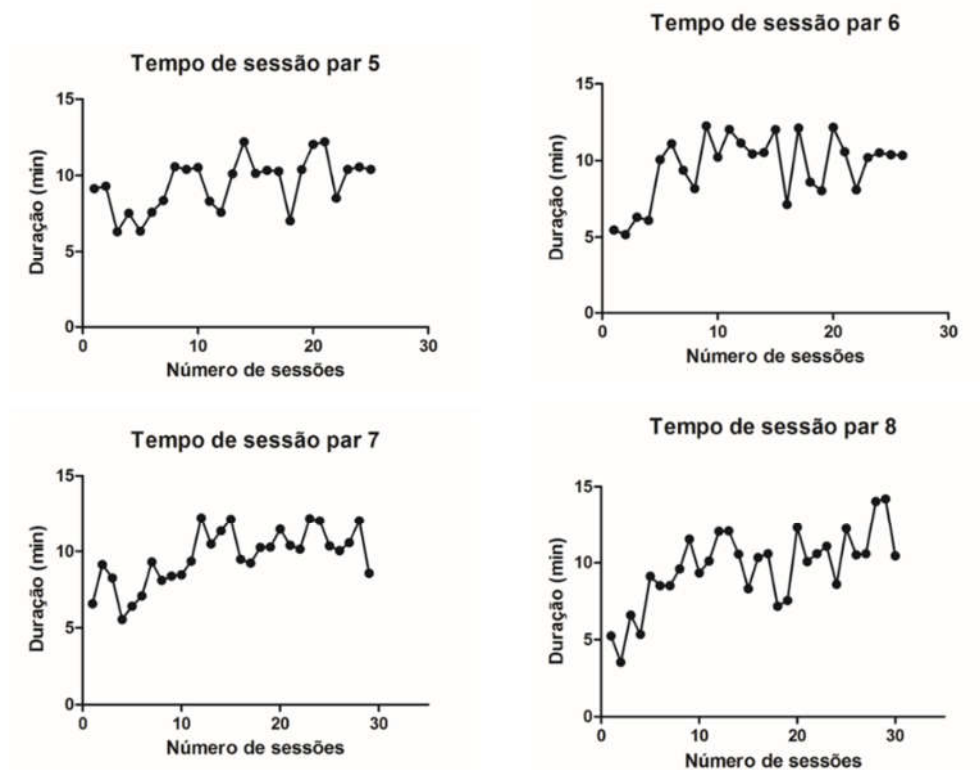 Tempo de sessão par 5
Duração (min)
15
10
5
0
0 10 20 30
Número de sessões
Tempo de sessão par 6
Duração (min)
15
10
5
0
0 10 20 30
Número de sessões
Tempo de sessão par 7
Duração (min)
15
10
5
0
0 10 20 30
Número de sessões
Tempo de sessão par 8
Duração (min)
15
10
5
0
0 10 20 30
Número de sessões